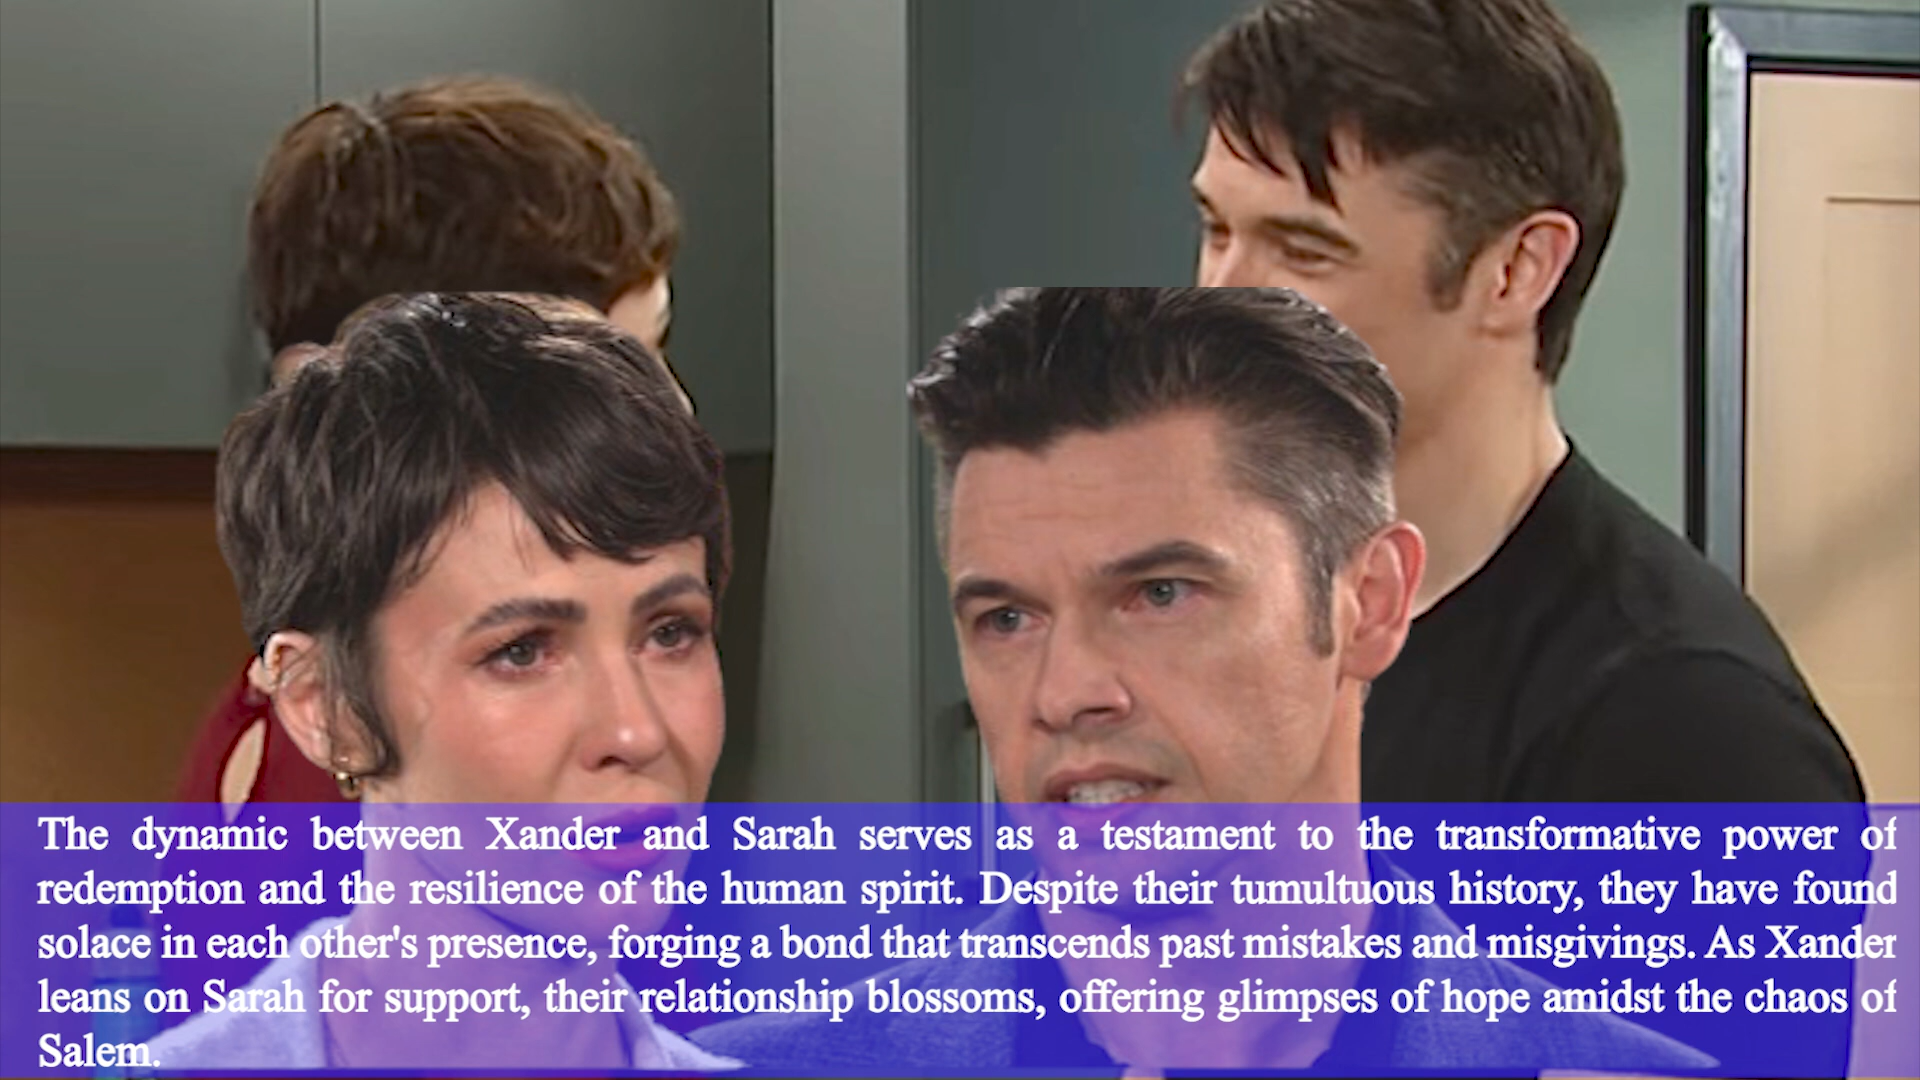 The dynamic between Xander and Sarah serves as a testament to the transformative power of
redemption and the resilience of the human spirit. Despite their tumultuous history, they have found
solace in each other's presence, forging a bond that transcends past mistakes and misgivings. As Xander
leans on Sarah for support, their relationship blossoms, offering glimpses of hope amidst the chaos of
Salem.